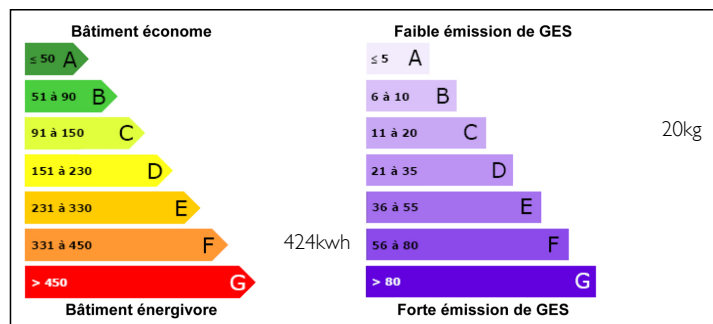 Bâtiment économe
≤ 50 A
51 à 90 B
91 à 150 C
151 à 230 D
231 à 330 E
331 à 450 F
424kwh
> 450 G
Bâtiment énergivore
Faible émission de GES
≤ 5 A
6 à 10 B
11 à 20 C
20kg
21 à 35 D
36 à 55 E
56 à 80 F
> 80 G
Forte émission de GES